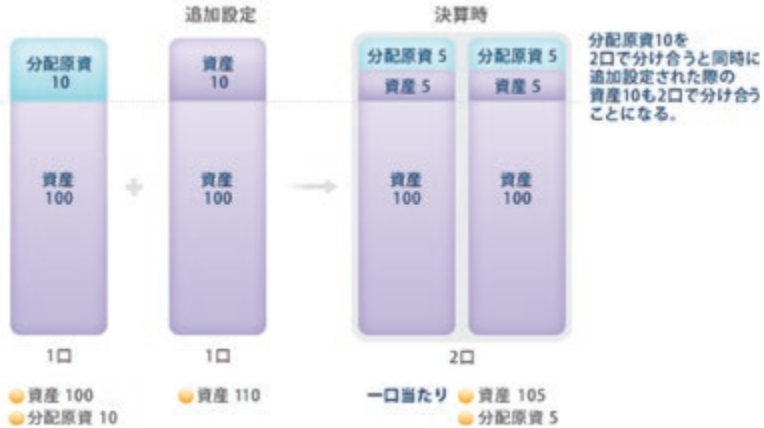 追加設定
決算時
分配原資
10
資産
100
1口
資産 100
分配原資 10
資産
10
資産
100
1口
資産 110
分配原資 5
資産 5
資産
100
分配原資 5
資産 5
資産
100
2口
一口当たり
資産 105
分配原資 5
分配原資10を
2口で分け合うと同時に
追加設定された際の
資産10も2口で分け合う
ことになる。